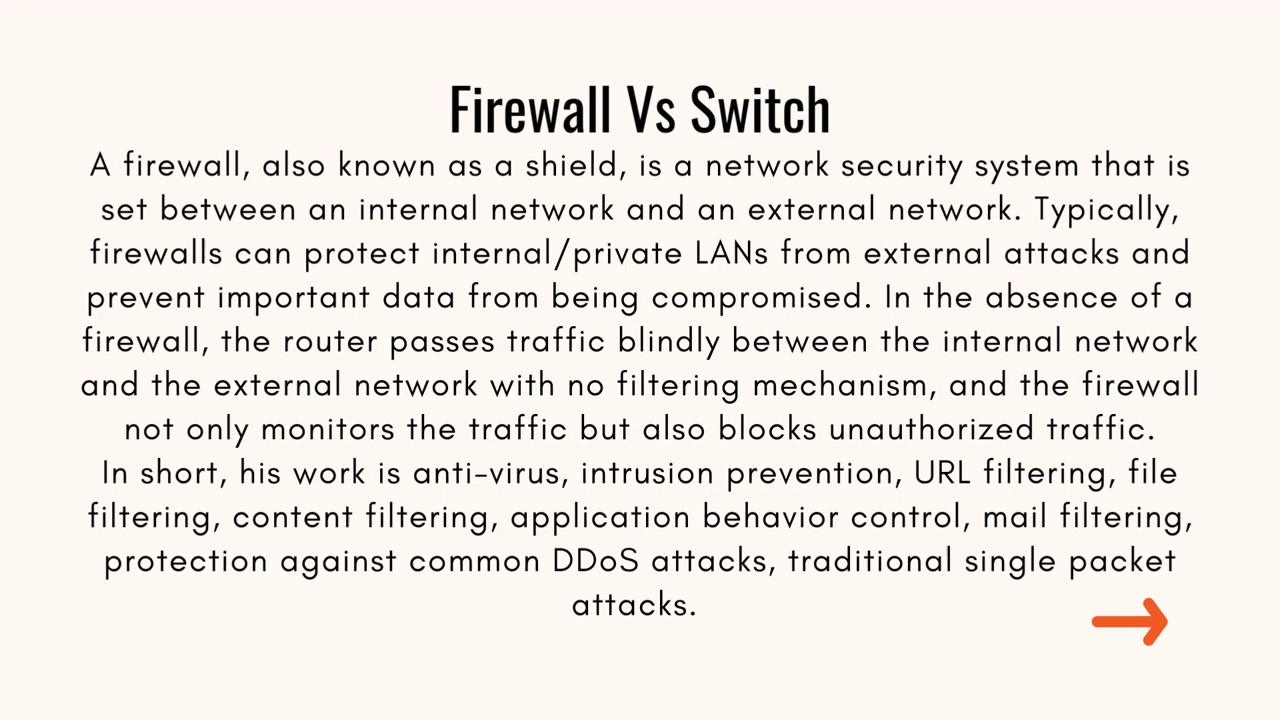 Firewall Vs Switch
A firewall, also known as a shield, is a network security system that is
set between an internal network and an external network. Typically,
firewalls can protect internal/private LANs from external attacks and
prevent important data from being compromised. In the absence of a
firewall, the router passes traffic blindly between the internal network
and the external network with no filtering mechanism, and the firewall
not only monitors the traffic but also blocks unauthorized traffic.
In short, his work is anti-virus, intrusion prevention, URL filtering, file
filtering, content filtering, application behavior control, mail filtering,
protection against common DDoS attacks, traditional single packet
attacks.